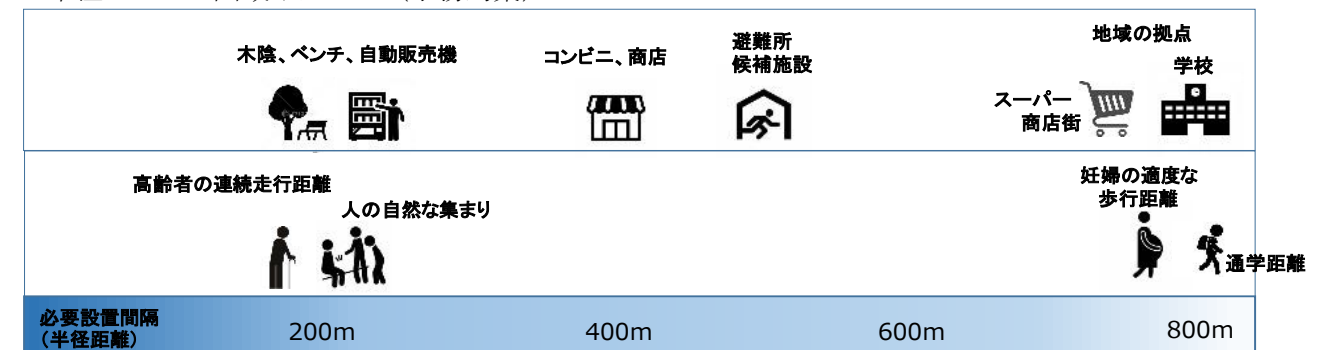 木陰、ベンチ、自動販売機
コンビニ、商店
避難所
候補施設
地域の拠点
学校
スーパー
商店街
高齢者の連続走行距離
人の自然な集まり
妊婦の適度な
歩行距離
通学距離
必要設置間隔
(半径距離)
200m
400m
600m
800m